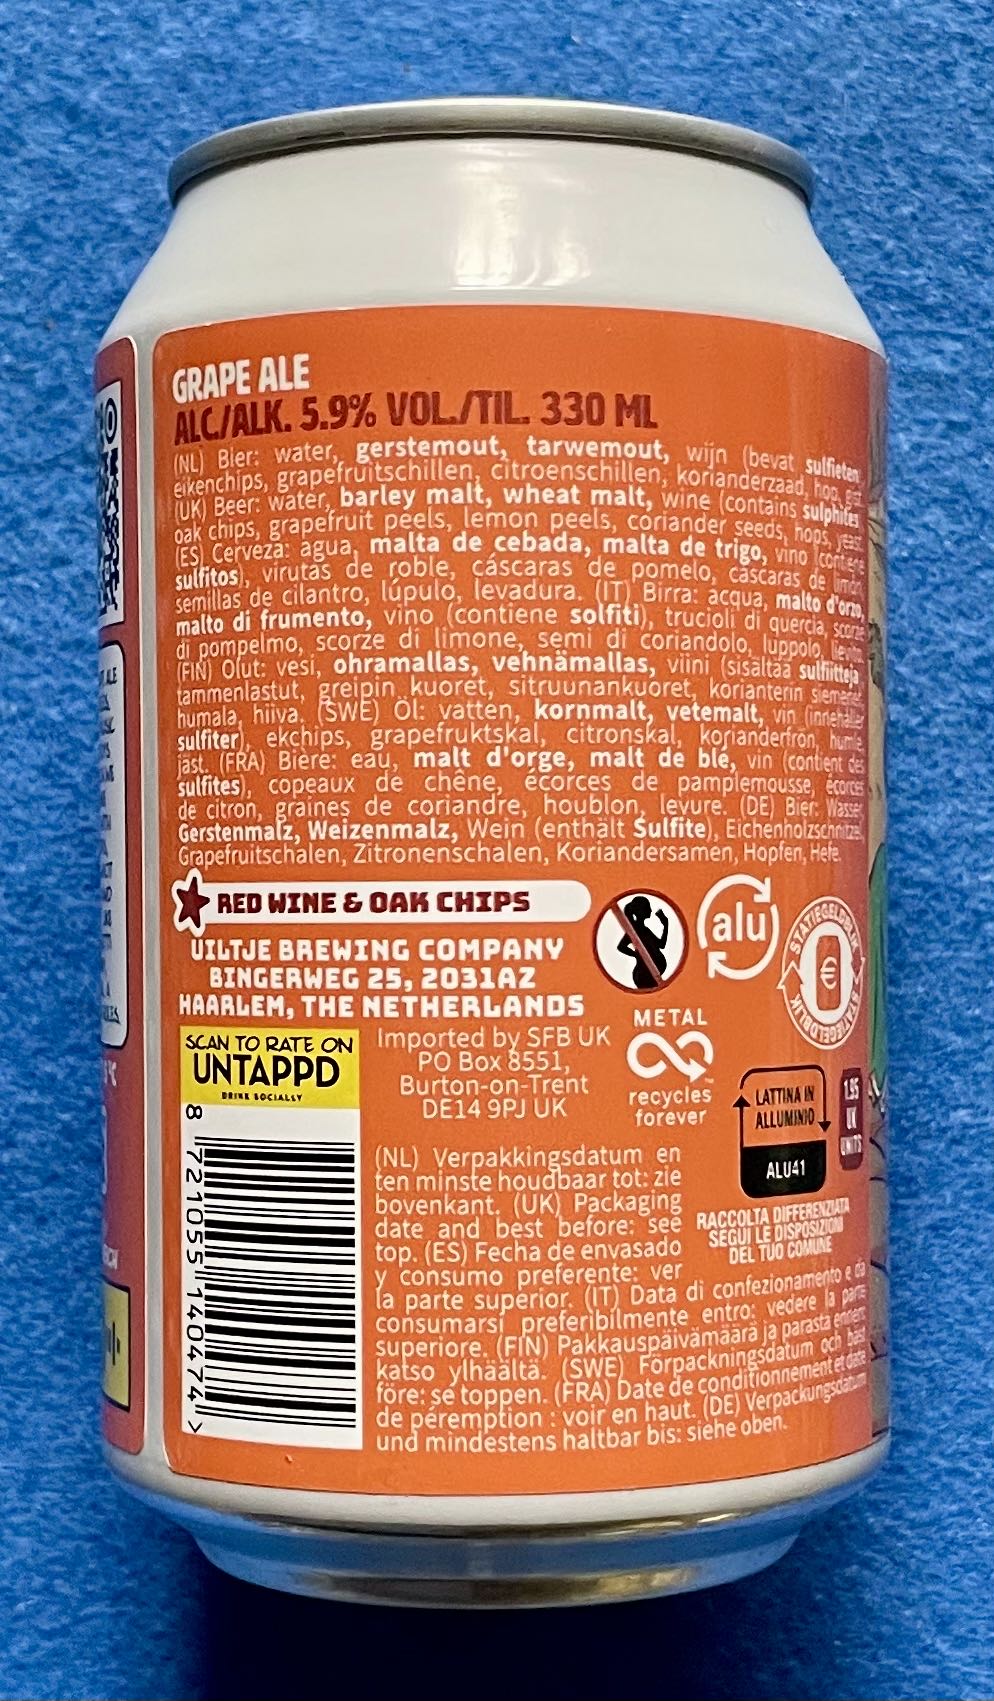 GRAPE ALE
ALC/ALK. 5.9% VOL./TIL. 330 ML
(NL) Bier: water, gerstemout, tarwemout, wijn (bevat sulfieten,
eikenchips, grapefruitschillen, citroenschillen, korianderzaad, hop, gist
(UK) Beer: water, barley malt, wheat malt, wine (contains sulphites
oak chips, grapefruit peels, lemon peels, coriander seeds, hops, yeast.
(ES) Cerveza: agua, malta de cebada, malta de trigo, vino (contiene
sulfitos), virutas de roble, cáscaras de pomelo, cáscaras de limón,
semillas de cilantro, lúpulo, levadura. (IT) Birra: acqua, malto d'orzo,
malto di frumento, vino (contiene solfiti), trucioli di quercia, scorze
di pompelmo, scorze di limone, semi di coriandolo, luppolo, lievito.
(FIN) Olut: vesi, ohramallas, vehnämallas, viini (sisältää sulfiitteja
tammenlastut, greipin kuoret, sitruunankuoret, korianterin siemenet,
humala, hiiva. (SWE) Öl: vatten, kornmalt, vetemalt, vin (innehåller
sulfiter), ekchips, grapefruktskal, citronskal, korianderfrön, humle,
jäst. (FRA) Bière: eau, malt d'orge, malt de blé, vin (contient des
sulfites), copeaux de chêne, écorces de pamplemousse, écorces
de citron, graines de coriandre, houblon, levure. (DE) Bier: Wasser,
Gerstenmalz, Weizenmalz, Wein (enthält Sulfite), Eichenholzschnitzel,
Grapefruitschalen, Zitronenschalen, Koriandersamen, Hopfen, Hefe.
RED WINE & OAK CHIPS
UILTJE BREWING COMPANY
BINGERWEG 25, 2031AZ
HAARLEM, THE NETHERLANDS
alu
STATIEGELDBLIK € STATIEGELDBLIK
SCAN TO RATE ON
UNTAPPD
DRINK SOCIALLY
8 721055 140474 >
Imported by SFB UK
PO Box 8551,
Burton-on-Trent
DE14 9PJ UK
METAL
recycles
forever
LATTINA IN
ALLUMINIO
ALU41
1.95
UK
UNITS
RACCOLTA DIFFERENZIATA
SEGUI LE DISPOSIZIONI
DEL TUO COMUNE
(NL) Verpakkingsdatum en
ten minste houdbaar tot: zie
bovenkant. (UK) Packaging
date and best before: see
top. (ES) Fecha de envasado
y consumo preferente: ver
la parte superior. (IT) Data di confezionamento e da
consumarsi preferibilmente entro: vedere la parte
superiore. (FIN) Pakkauspäivämäärä ja parasta ennen:
katso ylhäältä. (SWE) Förpackningsdatum och bäst
före: se toppen. (FRA) Date de conditionnement et date
de péremption : voir en haut. (DE) Verpackungsdatum
und mindestens haltbar bis: siehe oben.